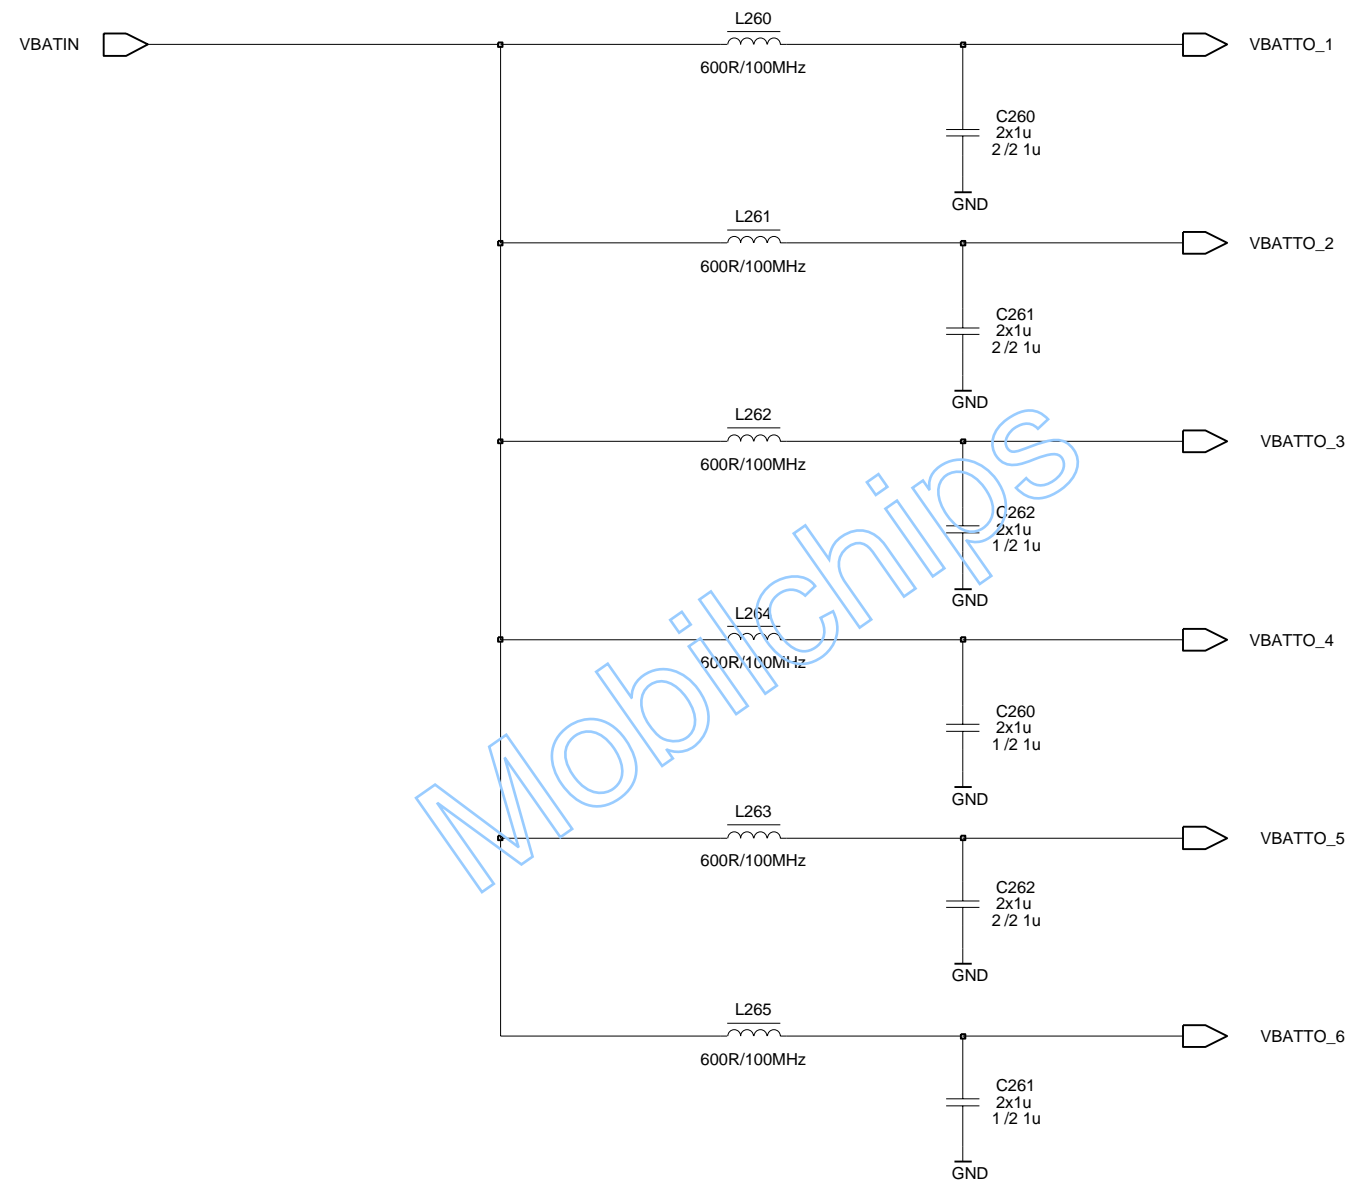 L260
VBATIN
VBATTO_1
600R/100MHz
C260
2x1u
2 /2 1u
GND
L261
VBATTO_2
600R/100MHz
C261
2x1u
2 /2 1u
GND
L262
VBATTO_3
600R/100MHz
C262
2x1u
1 /2 1u
GND
L264
VBATTO_4
600R/100MHz
C260
2x1u
1 /2 1u
GND
L263
VBATTO_5
600R/100MHz
C262
2x1u
2 /2 1u
GND
L265
VBATTO_6
600R/100MHz
C261
2x1u
1 /2 1u
GND
Mobilchips